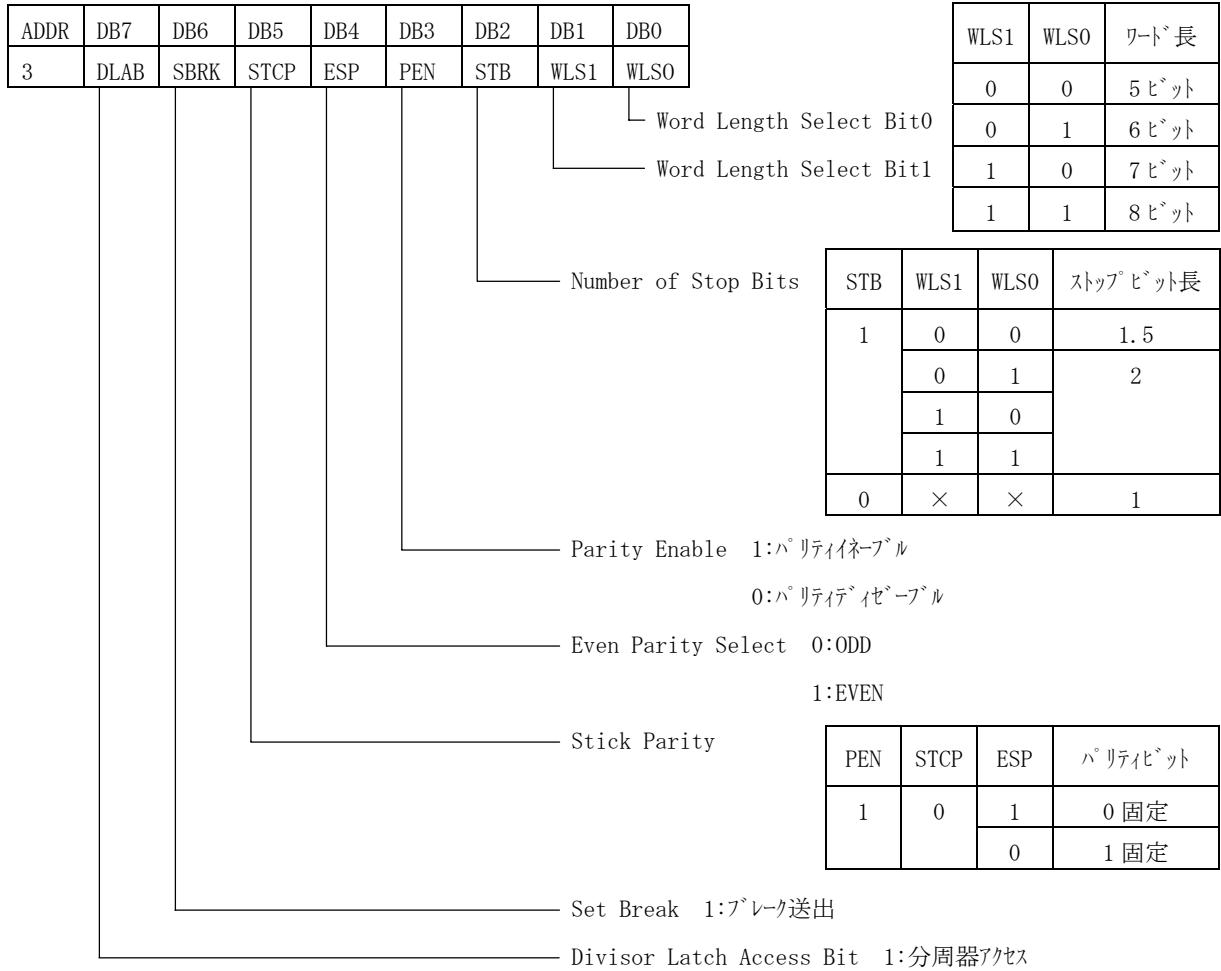 ADDR DB7 DB6 DB5 DB4 DB3 DB2 DB1 DB0
3 DLAB SBRK STCP ESP PEN STB WLS1 WLS0
WLS1 WLS0 ﾜｰﾄﾞ長
0 0 5ﾋﾞｯﾄ
0 1 6ﾋﾞｯﾄ
1 0 7ﾋﾞｯﾄ
1 1 8ﾋﾞｯﾄ
Word Length Select Bit0
Word Length Select Bit1
Number of Stop Bits
STB WLS1 WLS0 ｽﾄｯﾌﾟﾋﾞｯﾄ長
1 0 0 1.5
0 1 2
1 0
1 1
0 × × 1
Parity Enable 1:ﾊﾟﾘﾃｨｲﾈｰﾌﾞﾙ
0:ﾊﾟﾘﾃｨﾃﾞｨｾﾞｰﾌﾞﾙ
Even Parity Select 0:ODD
1:EVEN
Stick Parity
PEN STCP ESP ﾊﾟﾘﾃｨﾋﾞｯﾄ
1 0 1 0固定
0 1固定
Set Break 1:ﾌﾞﾚｰｸ送出
Divisor Latch Access Bit 1:分周器ｱｸｾｽ